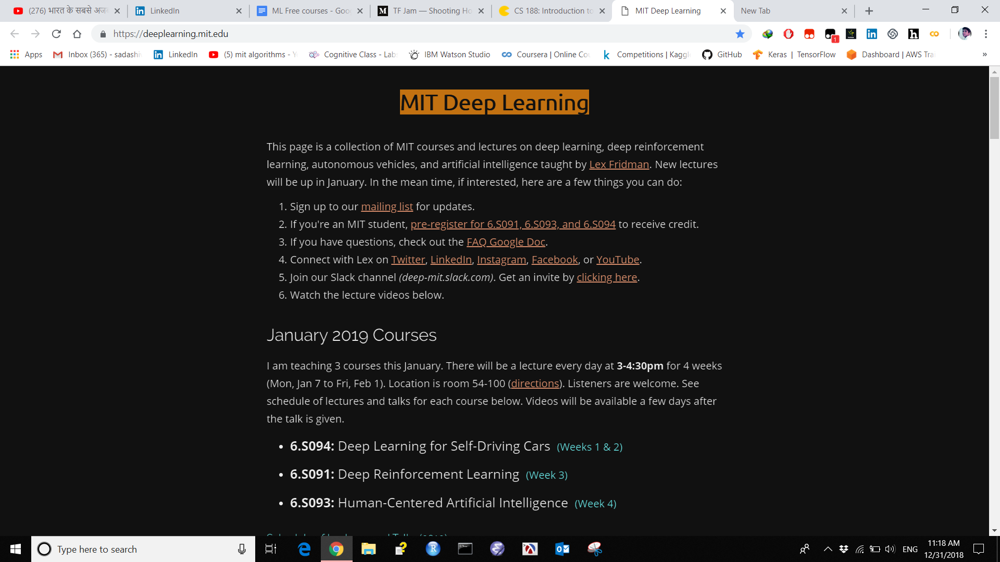 (276) भारत के सबसे
LinkedIn
ML Free courses -
TF Jam — Shooting
CS 188: Introduction to
MIT Deep Learning
New Tab
https://deeplearning.mit.edu
1
Apps
Inbox (365) -
LinkedIn
(5) mit algorithms -
Cognitive Class -
IBM Watson Studio
Coursera | Online
Competitions |
GitHub
Keras | TensorFlow
Dashboard | AWS
»
MIT Deep Learning
This page is a collection of MIT courses and lectures on deep learning, deep reinforcement
learning, autonomous vehicles, and artificial intelligence taught by Lex Fridman. New lectures
will be up in January. In the mean time, if interested, here are a few things you can do:
1. Sign up to our mailing list for updates.
2. If you're an MIT student, pre-register for 6.S091, 6.S093, and 6.S094 to receive credit.
3. If you have questions, check out the FAQ Google Doc.
4. Connect with Lex on Twitter, LinkedIn, Instagram, Facebook, or YouTube.
5. Join our Slack channel (deep-mit.slack.com). Get an invite by clicking here.
6. Watch the lecture videos below.
January 2019 Courses
I am teaching 3 courses this January. There will be a lecture every day at 3-4:30pm for 4 weeks
(Mon, Jan 7 to Fri, Feb 1). Location is room 54-100 (directions). Listeners are welcome. See
schedule of lectures and talks for each course below. Videos will be available a few days after
the talk is given.
• 6.S094: Deep Learning for Self-Driving Cars (Weeks 1 & 2)
• 6.S091: Deep Reinforcement Learning (Week 3)
• 6.S093: Human-Centered Artificial Intelligence (Week 4)
Type here to search
ENG
11:18 AM
12/31/2018